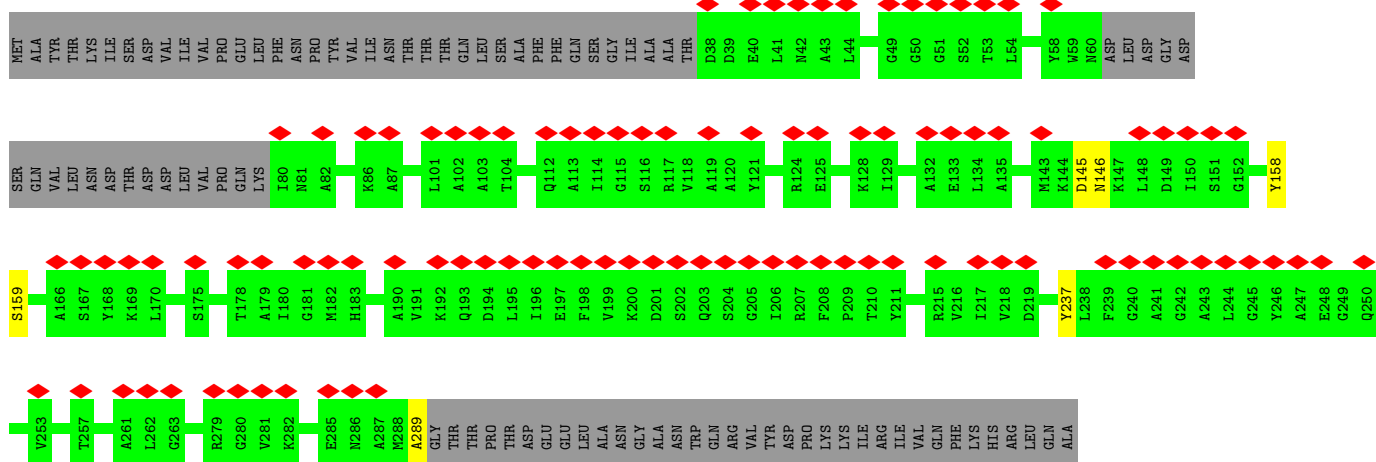 MET ALA TYR THR LYS ILE SER ASP VAL ILE VAL PRO GLU LEU PHE ASN PRO TYR VAL ILE ASN THR THR THR GLN LEU SER ALA PHE PHE GLN SER GLY ILE ALA ALA THR D38 D39 E40 L41 N42 A43 L44 G49 G50 G51 S52 T53 L54 Y58 W59 N60 ASP LEU ASP GLY ASP
SER GLN VAL LEU ASN ASP THR ASP ASP LEU VAL PRO GLN LYS I80 N81 A82 K86 A87 L101 A102 A103 T104 Q112 A113 I114 G115 S116 R117 V118 A119 A120 Y121 R124 E125 K128 I129 A132 E133 L134 A135 M143 K144 D145 N146 K147 L148 D149 I150 S151 G152 Y158
S159 A166 S167 Y168 K169 L170 S175 T178 A179 I180 G181 M182 H183 A190 V191 K192 Q193 D194 L195 I196 E197 F198 V199 K200 D201 S202 Q203 S204 G205 I206 R207 F208 P209 T210 Y211 R215 V216 I217 V218 D219 Y237 L238 F239 G240 A241 G242 A243 L244 G245 Y246 A247 E248 G249 Q250
V253 T257 A261 L262 G263 R279 G280 V281 K282 E285 N286 A287 M288 A289 GLY THR THR PRO THR ASP GLU GLU LEU ALA ASN GLY ALA ASN TRP GLN ARG VAL TYR ASP PRO LYS LYS ILE ARG ILE VAL GLN PHE LYS HIS ARG LEU GLN ALA